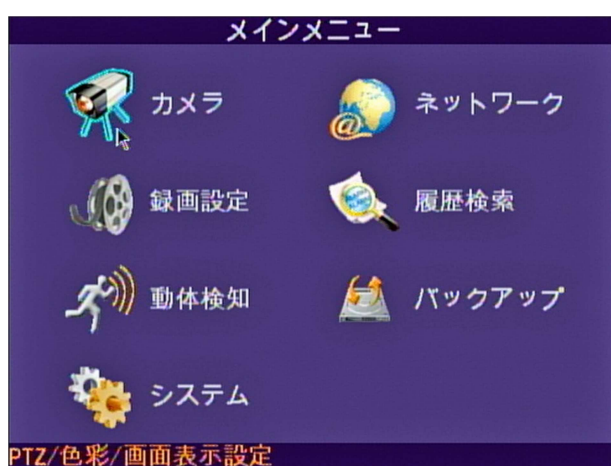 メインメニュー
カメラ
ネットワーク
録画設定
履歴検索
動体検知
バックアップ
システム
PTZ/色彩/画面表示設定